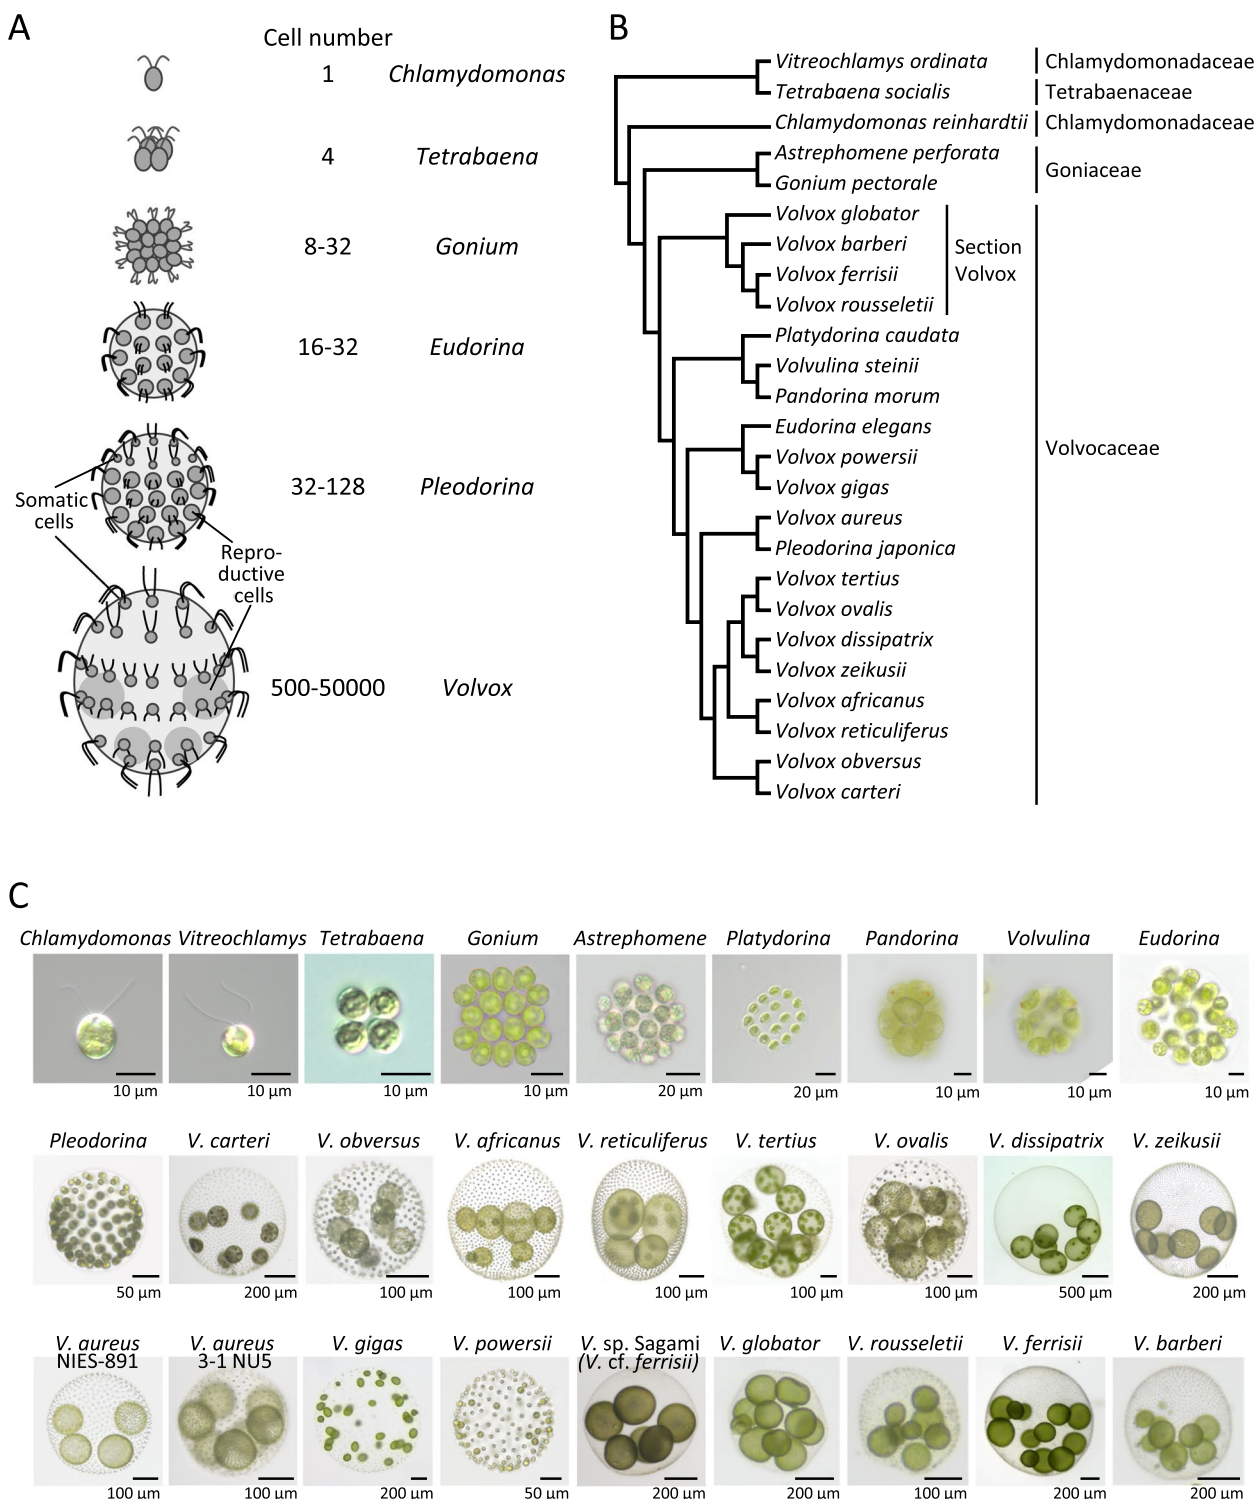 A
Cell number
1 Chlamydomonas
4 Tetrabaena
8-32 Gonium
16-32 Eudorina
32-128 Pleodorina
Somatic
cells
Repro-
ductive
cells
500-50000 Volvox
B
Vitreochlamys ordinata
Chlamydomonadaceae
Tetrabaena socialis
Tetrabaenaceae
Chlamydomonas reinhardtii
Chlamydomonadaceae
Astrephomene perforata
Goniaceae
Gonium pectorale
Volvox globator
Volvox barberi
Section
Volvox
Volvox ferrisii
Volvox rousseletii
Platydorina caudata
Volvulina steinii
Pandorina morum
Eudorina elegans
Volvocaceae
Volvox powersii
Volvox gigas
Volvox aureus
Pleodorina japonica
Volvox tertius
Volvox ovalis
Volvox dissipatrix
Volvox zeikusii
Volvox africanus
Volvox reticuliferus
Volvox obversus
Volvox carteri
C
Chlamydomonas Vitreochlamys Tetrabaena Gonium Astrephomene Platydorina Pandorina Volvulina Eudorina
10 µm 10 µm 10 µm 10 µm 20 µm 20 µm 10 µm 10 µm 10 µm
Pleodorina V. carteri V. obversus V. africanus V. reticuliferus V. tertius V. ovalis V. dissipatrix V. zeikusii
50 µm 200 µm 100 µm 100 µm 100 µm 100 µm 100 µm 500 µm 200 µm
V. aureus V. aureus V. gigas V. powersii V. sp. Sagami V. globator V. rousseletii V. ferrisii V. barberi
NIES-891 3-1 NU5 (V. cf. ferrisii)
100 µm 100 µm 200 µm 50 µm 200 µm 200 µm 100 µm 200 µm 200 µm